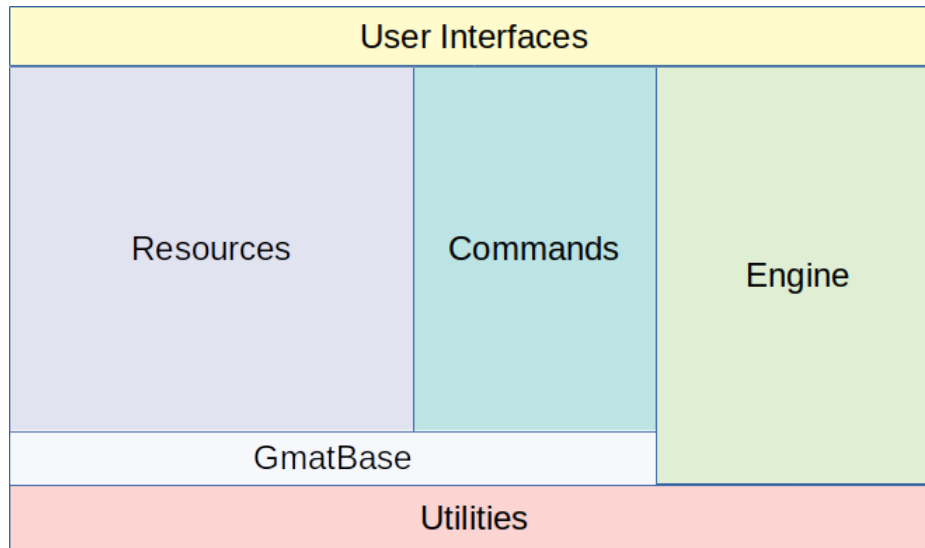 User Interfaces
Resources
Commands
Engine
GmatBase
Utilities